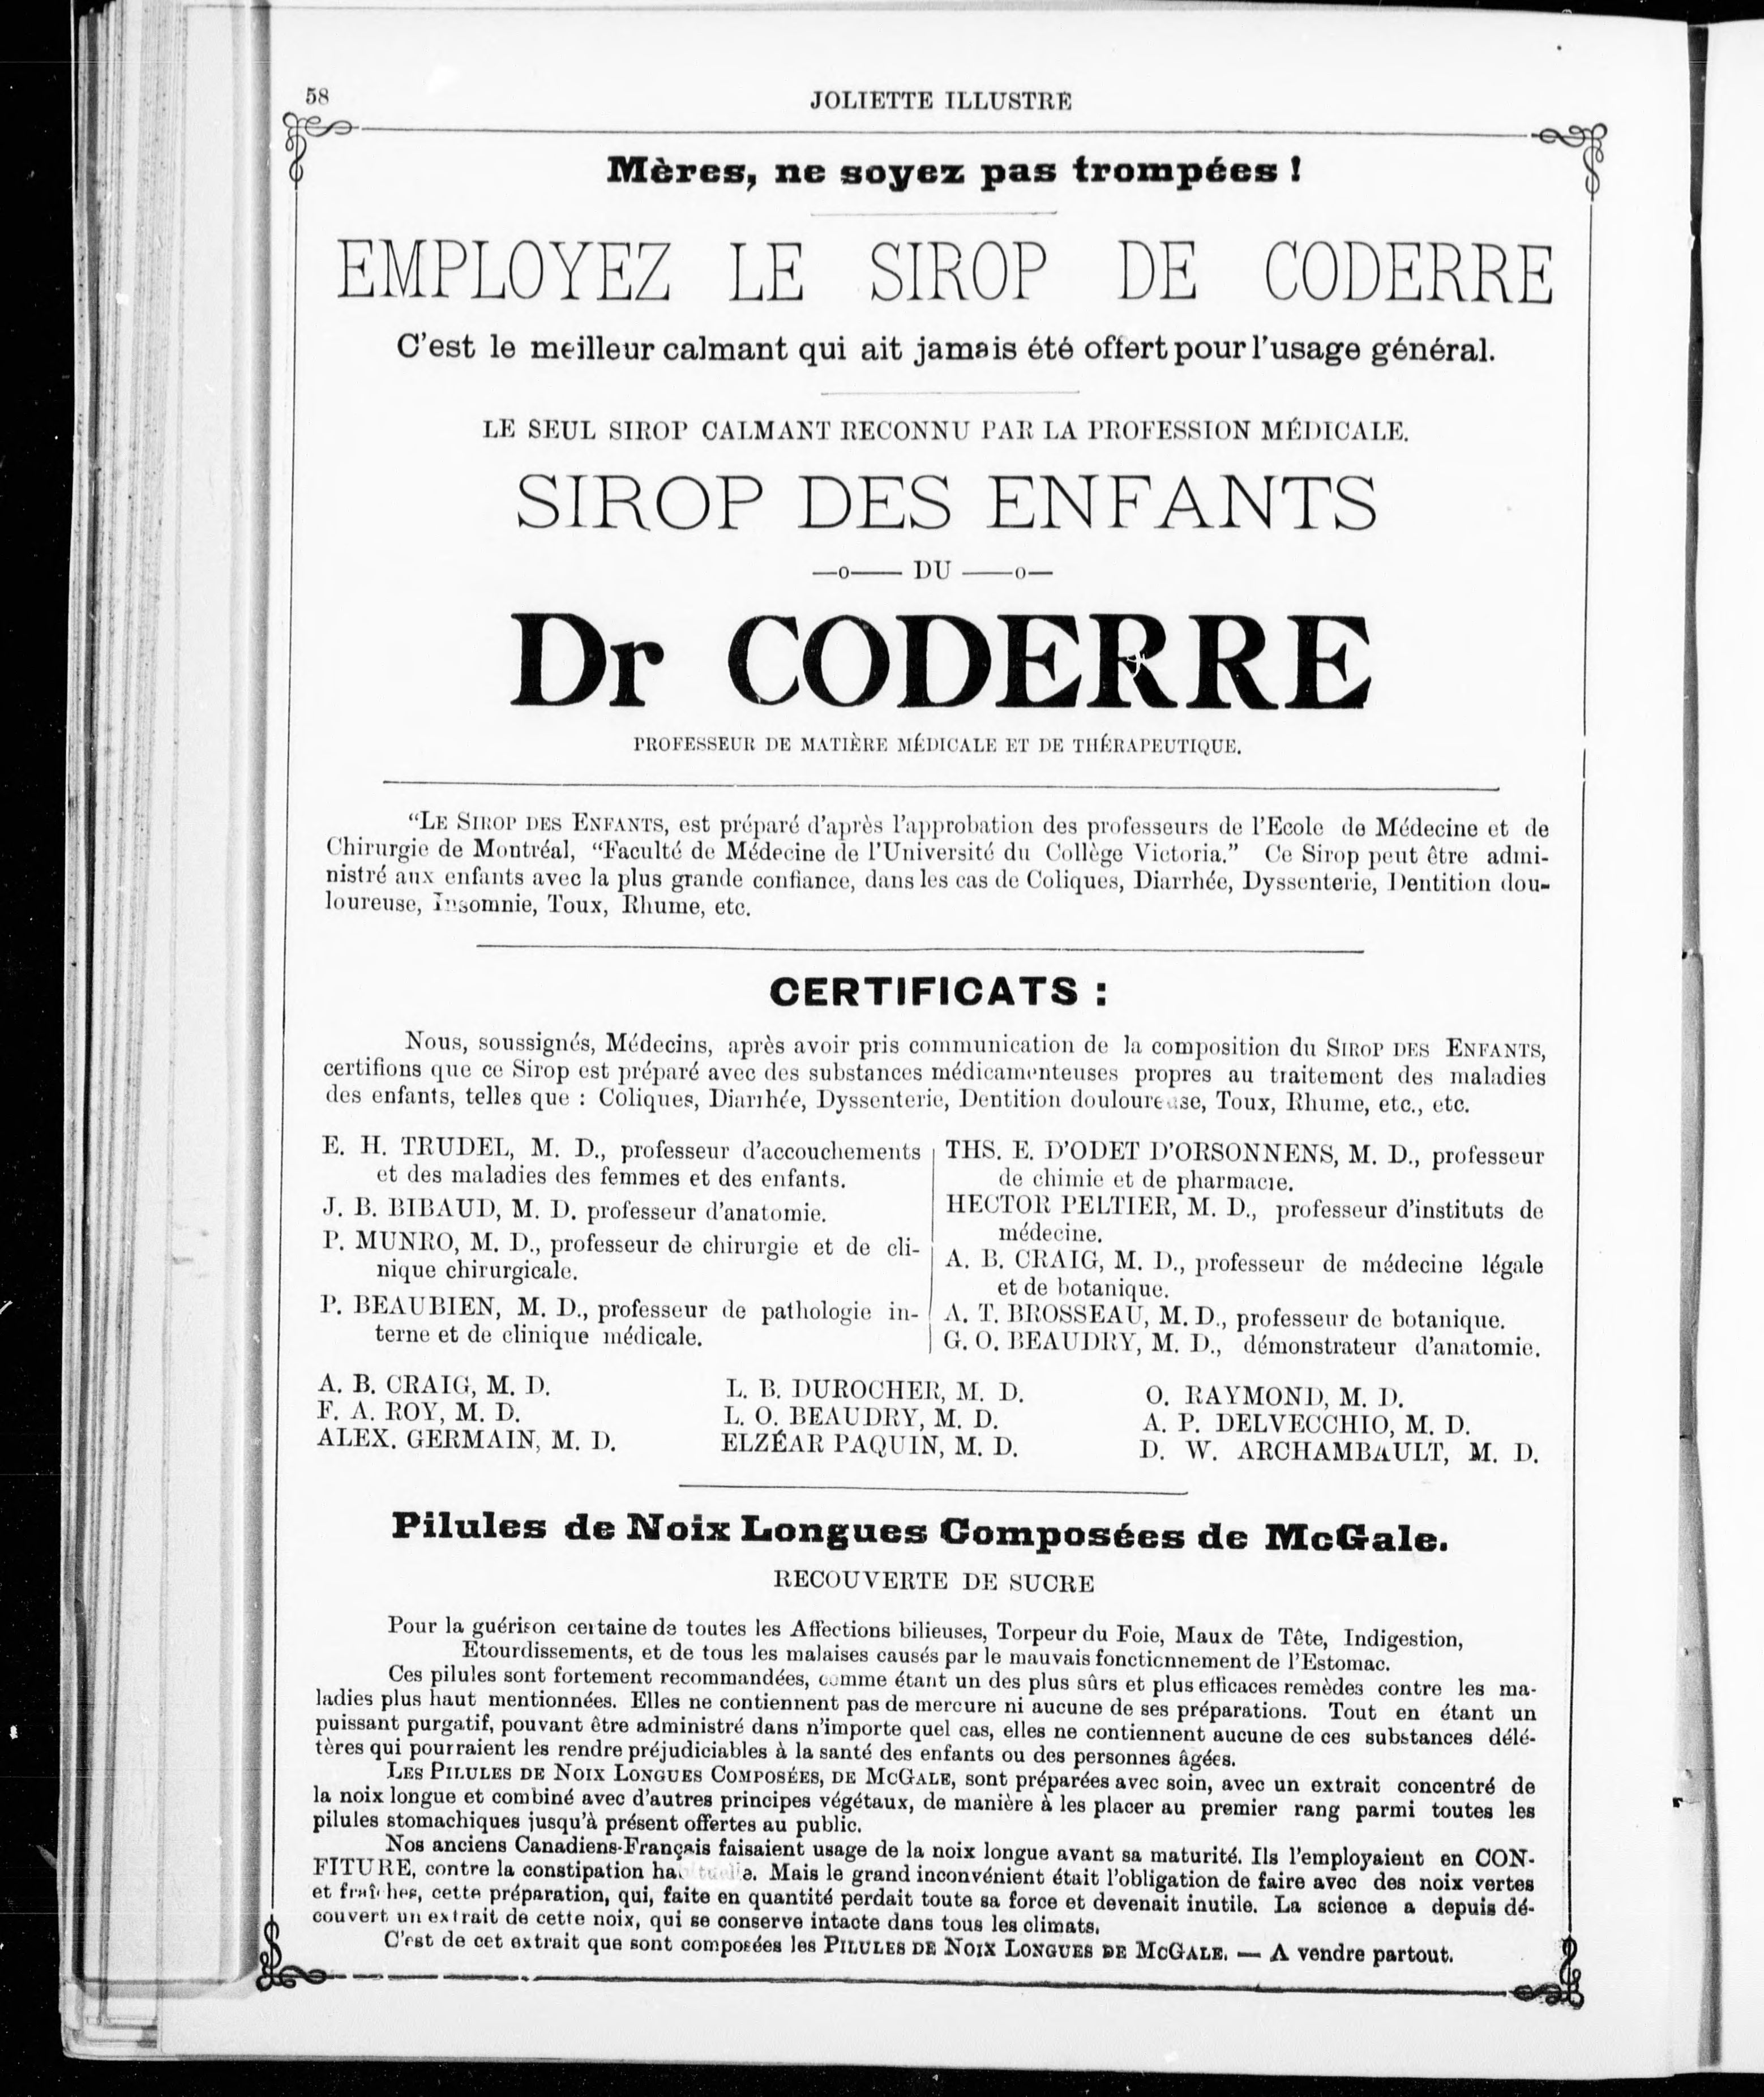 58
JOLIETTE ILLUSTRÉ
Mères, ne soyez pas trompées !
EMPLOYEZ LE SIROP DE CODERRE
C'est le meilleur calmant qui ait jamais été offert pour l'usage général.
LE SEUL SIROP CALMANT RECONNU PAR LA PROFESSION MÉDICALE.
SIROP DES ENFANTS
—o—— DU ——o—
Dr CODERRE
PROFESSEUR DE MATIÈRE MÉDICALE ET DE THÉRAPEUTIQUE.
“LE SIROP DES ENFANTS, est préparé d'après l'approbation des professeurs de l'Ecole de Médecine et de
Chirurgie de Montréal, “Faculté de Médecine de l'Université du Collège Victoria.” Ce Sirop peut être admi-
nistré aux enfants avec la plus grande confiance, dans les cas de Coliques, Diarrhée, Dyssenterie, Dentition dou-
loureuse, Insomnie, Toux, Rhume, etc.
CERTIFICATS :
Nous, soussignés, Médecins, après avoir pris communication de la composition du SIROP DES ENFANTS,
certifions que ce Sirop est préparé avec des substances médicamenteuses propres au traitement des maladies
des enfants, telles que : Coliques, Diarrhée, Dyssenterie, Dentition douloureuse, Toux, Rhume, etc., etc.
E. H. TRUDEL, M. D., professeur d'accouchements
et des maladies des femmes et des enfants.
J. B. BIBAUD, M. D. professeur d'anatomie.
P. MUNRO, M. D., professeur de chirurgie et de cli-
nique chirurgicale.
P. BEAUBIEN, M. D., professeur de pathologie in-
terne et de clinique médicale.
THS. E. D'ODET D'ORSONNENS, M. D., professeur
de chimie et de pharmacie.
HECTOR PELTIER, M. D., professeur d'instituts de
médecine.
A. B. CRAIG, M. D., professeur de médecine légale
et de botanique.
A. T. BROSSEAU, M. D., professeur de botanique.
G. O. BEAUDRY, M. D., démonstrateur d'anatomie.
A. B. CRAIG, M. D.
F. A. ROY, M. D.
ALEX. GERMAIN, M. D.
L. B. DUROCHER, M. D.
L. O. BEAUDRY, M. D.
ELZÉAR PAQUIN, M. D.
O. RAYMOND, M. D.
A. P. DELVECCHIO, M. D.
D. W. ARCHAMBAULT, M. D.
Pilules de Noix Longues Composées de McGale.
RECOUVERTE DE SUCRE
Pour la guérison certaine de toutes les Affections bilieuses, Torpeur du Foie, Maux de Tête, Indigestion,
Etourdissements, et de tous les malaises causés par le mauvais fonctionnement de l'Estomac.
Ces pilules sont fortement recommandées, comme étant un des plus sûrs et plus efficaces remèdes contre les ma-
ladies plus haut mentionnées. Elles ne contiennent pas de mercure ni aucune de ses préparations. Tout en étant un
puissant purgatif, pouvant être administré dans n'importe quel cas, elles ne contiennent aucune de ces substances délé-
tères qui pourraient les rendre préjudiciables à la santé des enfants ou des personnes âgées.
LES PILULES DE NOIX LONGUES COMPOSÉES, DE MCGALE, sont préparées avec soin, avec un extrait concentré de
la noix longue et combiné avec d'autres principes végétaux, de manière à les placer au premier rang parmi toutes les
pilules stomachiques jusqu'à présent offertes au public.
Nos anciens Canadiens-Français faisaient usage de la noix longue avant sa maturité. Ils l'employaient en CON-
FITURE, contre la constipation habituelle. Mais le grand inconvénient était l'obligation de faire avec des noix vertes
et fraîches, cette préparation, qui, faite en quantité perdait toute sa force et devenait inutile. La science a depuis dé-
couvert un extrait de cette noix, qui se conserve intacte dans tous les climats.
C'est de cet extrait que sont composées les PILULES DE NOIX LONGUES DE MCGALE. — A vendre partout.